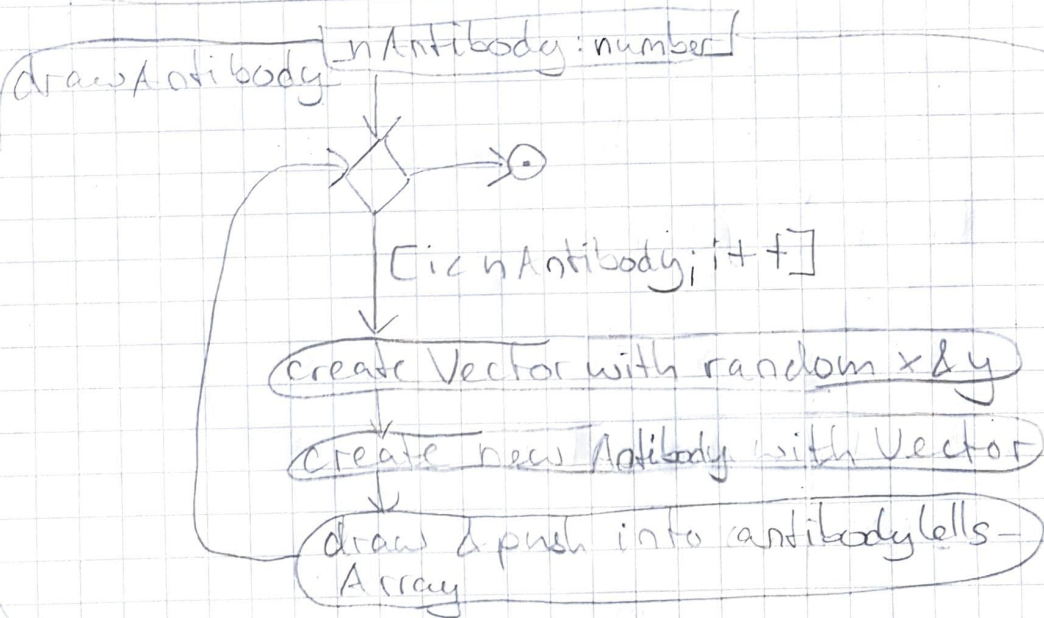 nAntibody: number
drawAntibody
[i< nAntibody; i++]
create Vector with random x & y
create new Antibody with Vector
draw & push into antibodyCells-
Array